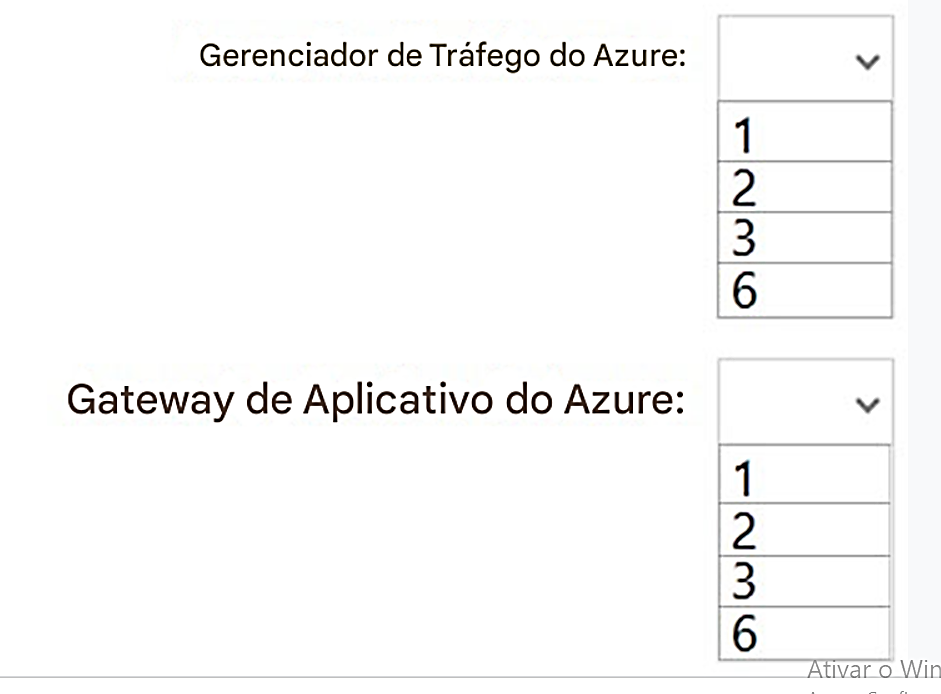 Gerenciador de Tráfego do Azure:
1
2
3
6
Gateway de Aplicativo do Azure:
1
2
3
6
Ativar o Win